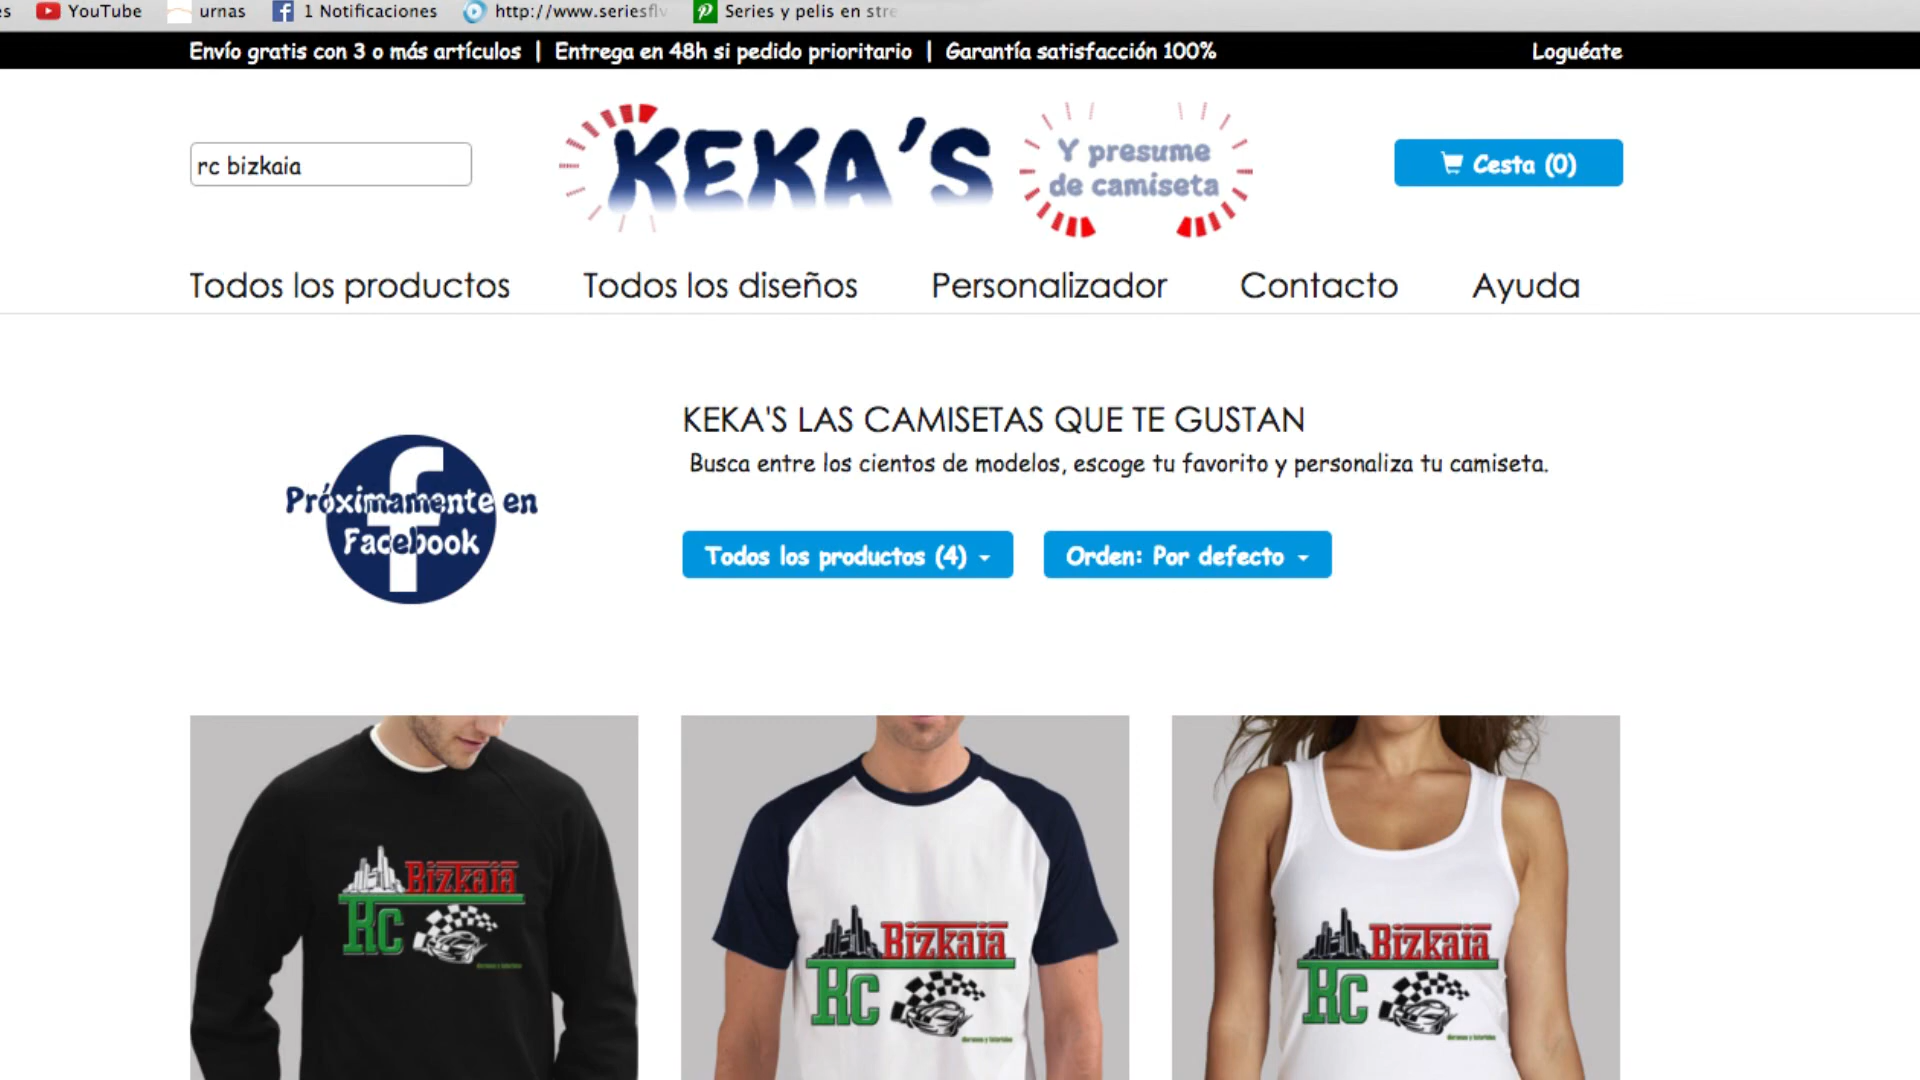 YouTube urnas 1 Notificaciones http://www.seriesflv Series y pelis en stre
Envío gratis con 3 o más artículos | Entrega en 48h si pedido prioritario | Garantía satisfacción 100% Loguéate
rc bizkaia
KEKA'S
Y presume
de camiseta
Cesta (0)
Todos los productos Todos los diseños Personalizador Contacto Ayuda
Próximamente en
Facebook
KEKA'S LAS CAMISETAS QUE TE GUSTAN
Busca entre los cientos de modelos, escoge tu favorito y personaliza tu camiseta.
Todos los productos (4) Orden: Por defecto
Bizkaia
RC
Bizkaia
RC
Bizkaia
RC